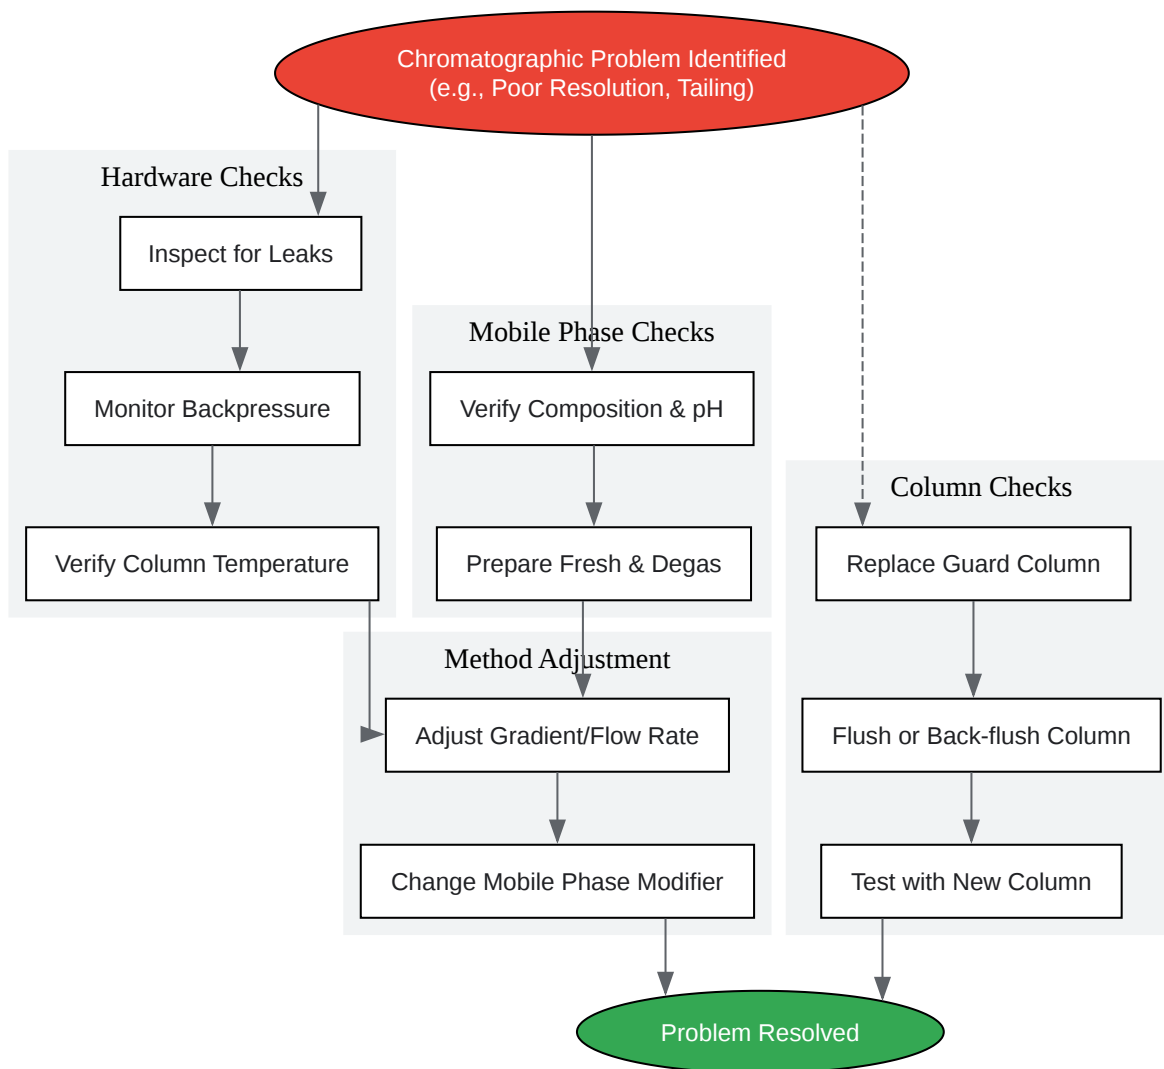 Chromatographic Problem Identified
(e.g., Poor Resolution, Tailing)
Hardware Checks
Inspect for Leaks
Monitor Backpressure
Verify Column Temperature
Mobile Phase Checks
Verify Composition & pH
Prepare Fresh & Degas
Method Adjustment
Adjust Gradient/Flow Rate
Change Mobile Phase Modifier
Column Checks
Replace Guard Column
Flush or Back-flush Column
Test with New Column
Problem Resolved